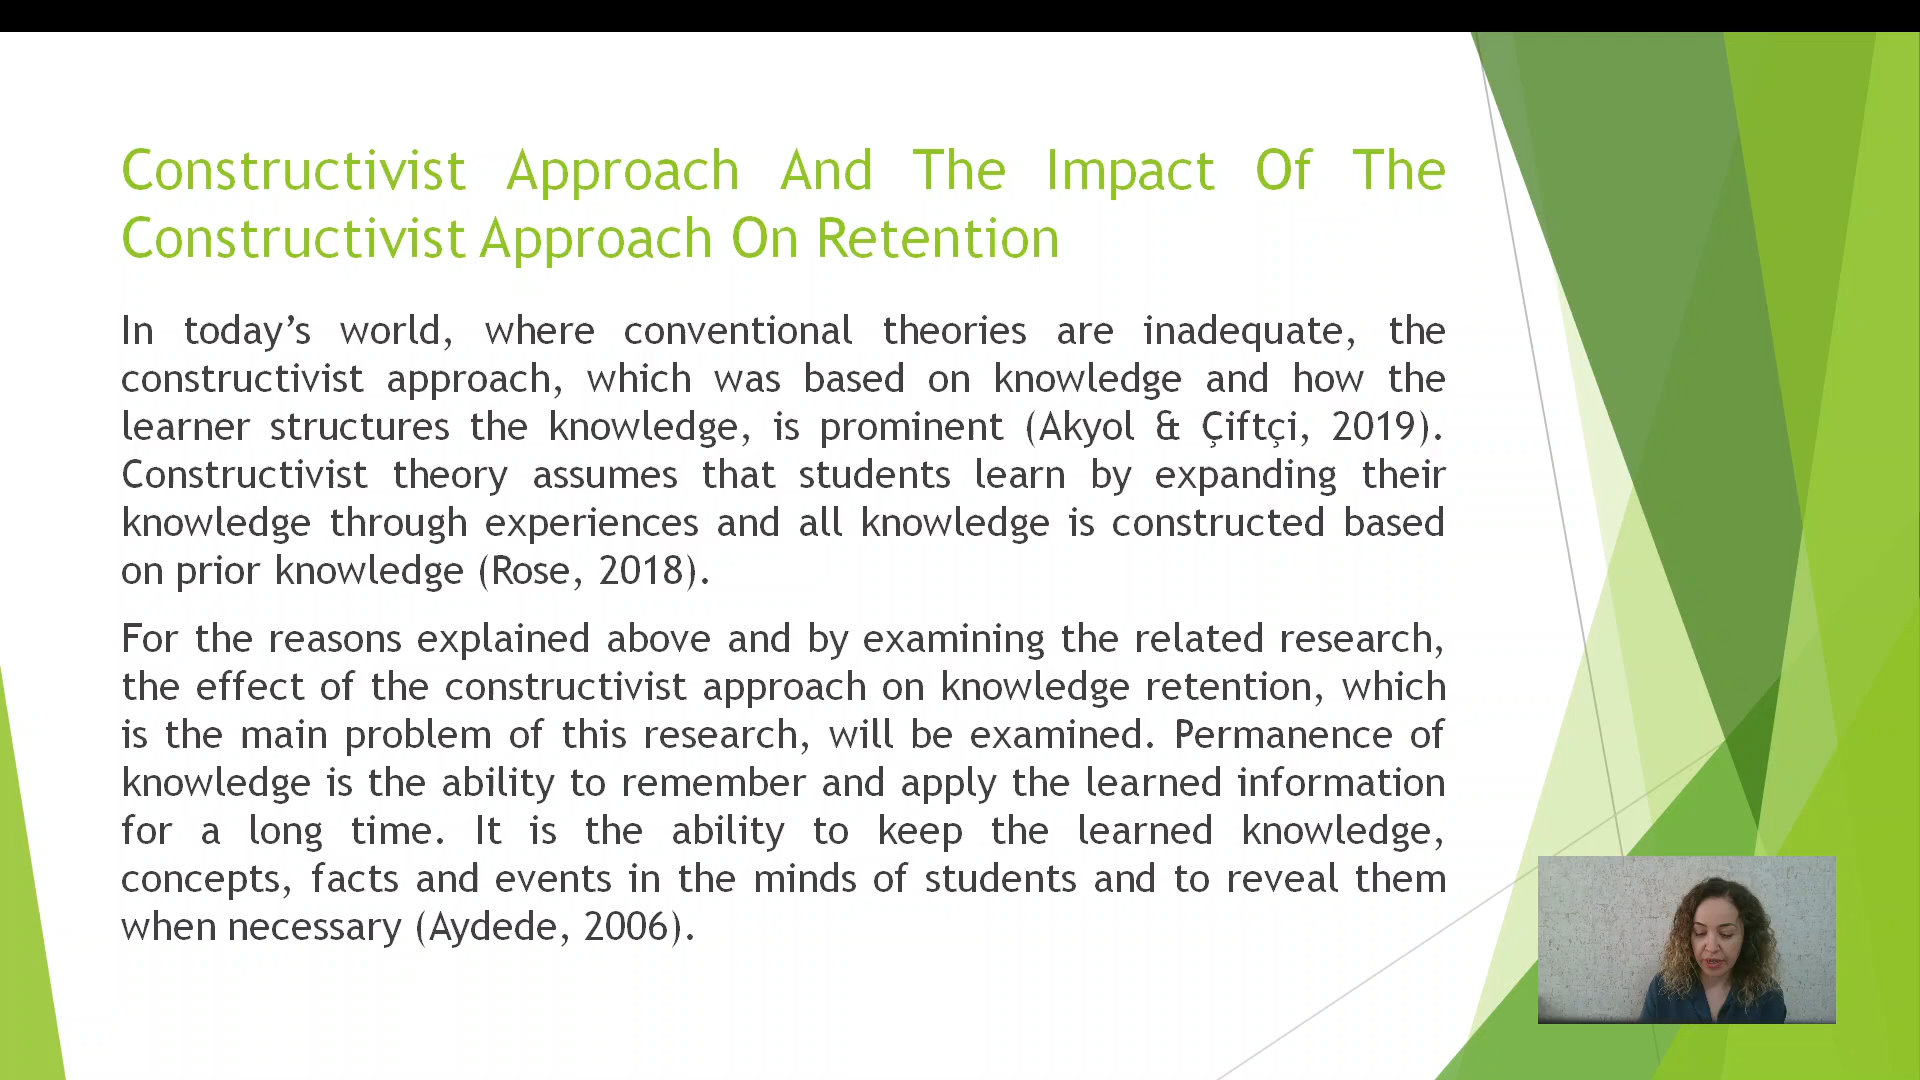 Constructivist Approach And The Impact Of The
Constructivist Approach On Retention
In today’s world, where conventional theories are inadequate, the
constructivist approach, which was based on knowledge and how the
learner structures the knowledge, is prominent (Akyol & Çiftçi, 2019).
Constructivist theory assumes that students learn by expanding their
knowledge through experiences and all knowledge is constructed based
on prior knowledge (Rose, 2018).
For the reasons explained above and by examining the related research,
the effect of the constructivist approach on knowledge retention, which
is the main problem of this research, will be examined. Permanence of
knowledge is the ability to remember and apply the learned information
for a long time. It is the ability to keep the learned knowledge,
concepts, facts and events in the minds of students and to reveal them
when necessary (Aydede, 2006).